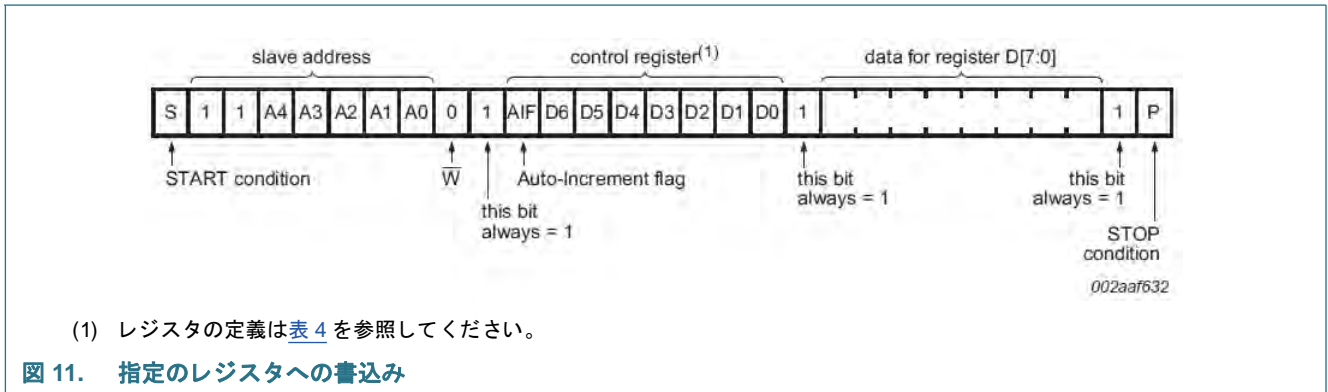 slave address control register(1) data for register D[7:0]
S 1 1 A4 A3 A2 A1 A0 0 1 AIF D6 D5 D4 D3 D2 D1 D0 1 1 P
START condition W Auto-Increment flag this bit this bit
always = 1 always = 1
this bit
always = 1
STOP
condition
002aaf632
(1) レジスタの定義は表 4 を参照してください。
図 11. 指定のレジスタへの書込み